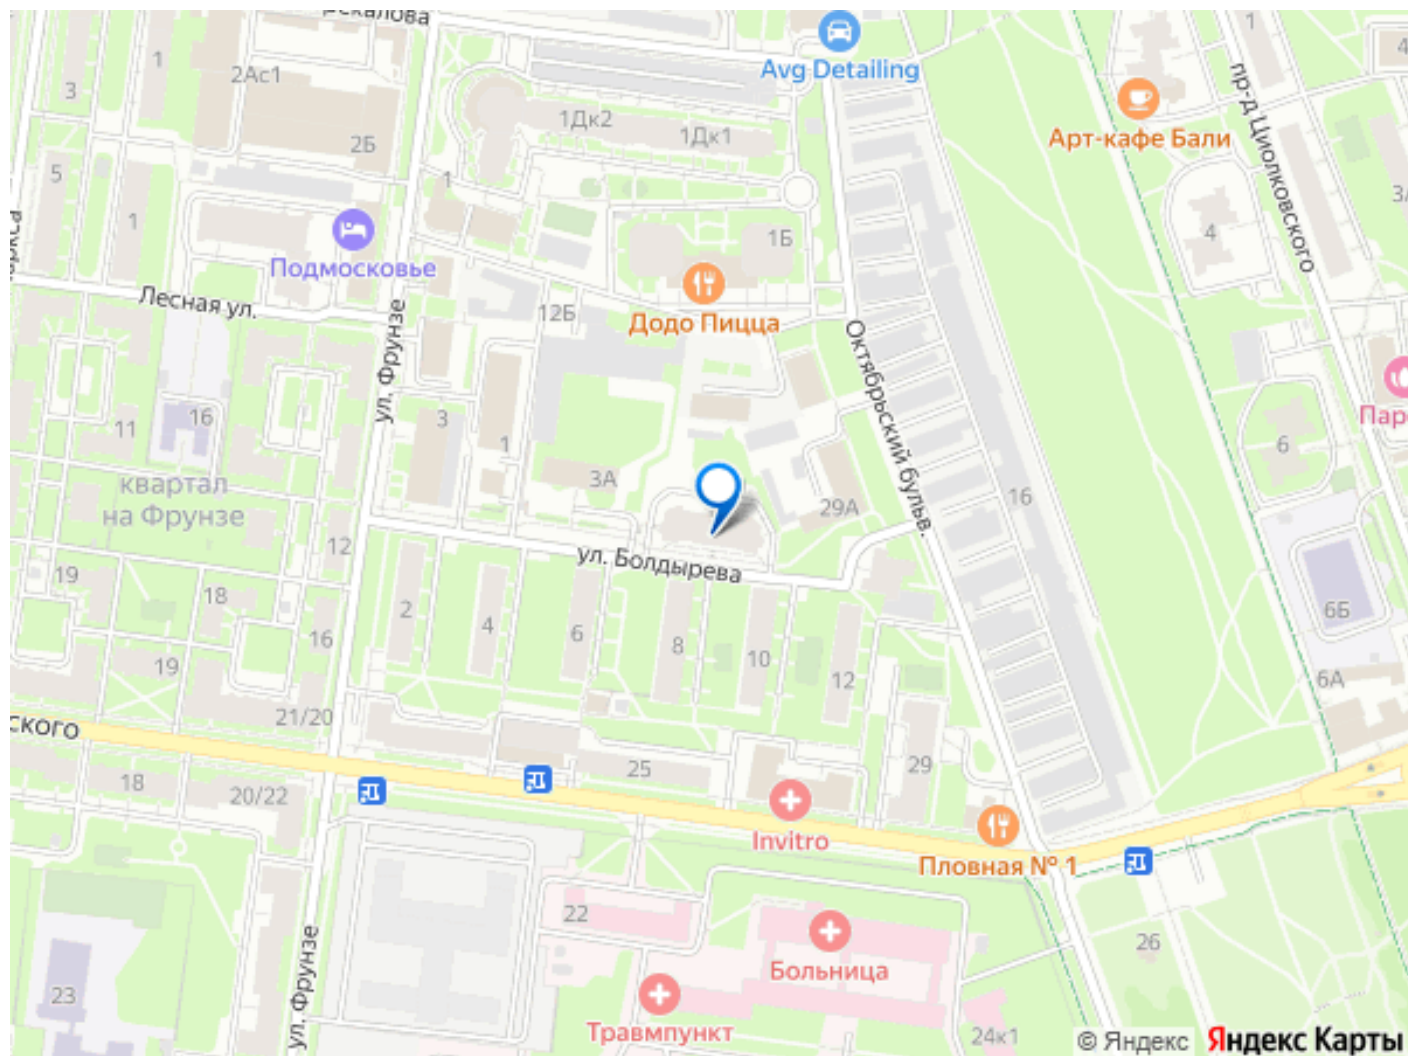 Avg Detailing
1
1
3
2Ас1
4
1Дк2
1Дк1
Арт-кафе Бали
пр-д Циолковского
2Б
5
1
1
4
1Б
Подмосковье
Лесная ул.
12Б
Додо Пицца
ул. Фрунзе
Октябрьский бульв.
16
11
3
1
6
3А
квартал
на Фрунзе
16
29А
12
ул. Болдырева
19
18
2
4
6
8
10
12
6Б
16
19
6А
21/20
18
20/22
25
29
Invitro
Пловная № 1
22
Больница
26
ул. Фрунзе
23
Травмпункт
24к1
© Яндекс
Яндекс Карты